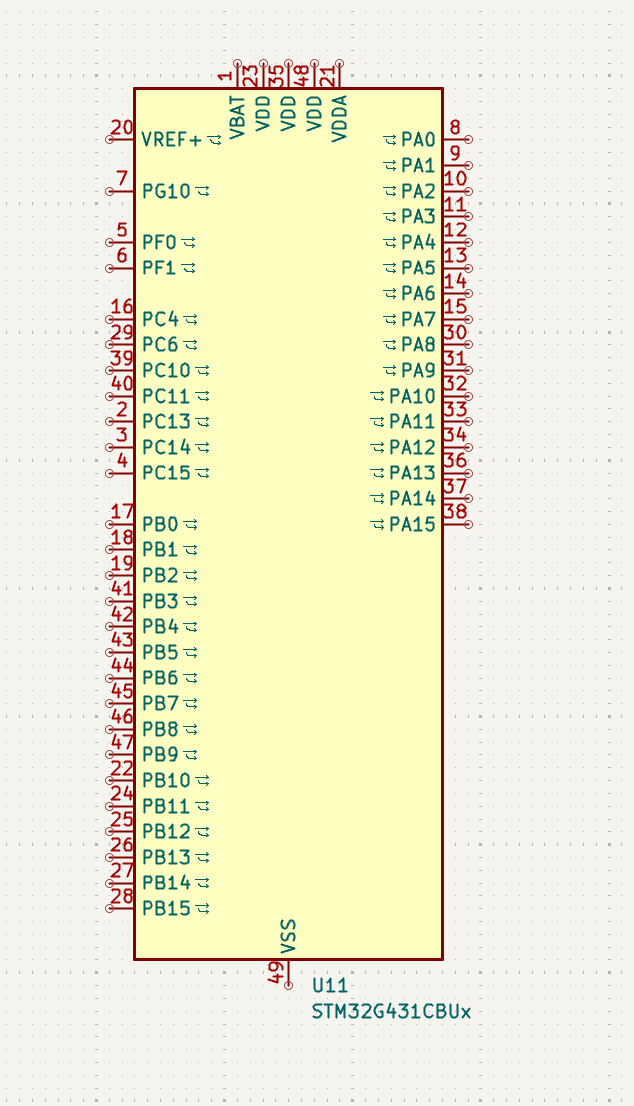 1 23 35 48 21
VBAT VDD VDD VDD VDDA
20 VREF+ PA0 8
PA1 9
7 PG10 PA2 10
PA3 11
5 PF0 PA4 12
6 PF1 PA5 13
PA6 14
16 PC4 PA7 15
29 PC6 PA8 30
39 PC10 PA9 31
40 PC11 PA10 32
2 PC13 PA11 33
3 PC14 PA12 34
4 PC15 PA13 36
PA14 37
17 PB0 PA15 38
18 PB1
19 PB2
41 PB3
42 PB4
43 PB5
44 PB6
45 PB7
46 PB8
47 PB9
22 PB10
24 PB11
25 PB12
26 PB13
27 PB14
28 PB15
VSS
49
U11
STM32G431CBUx